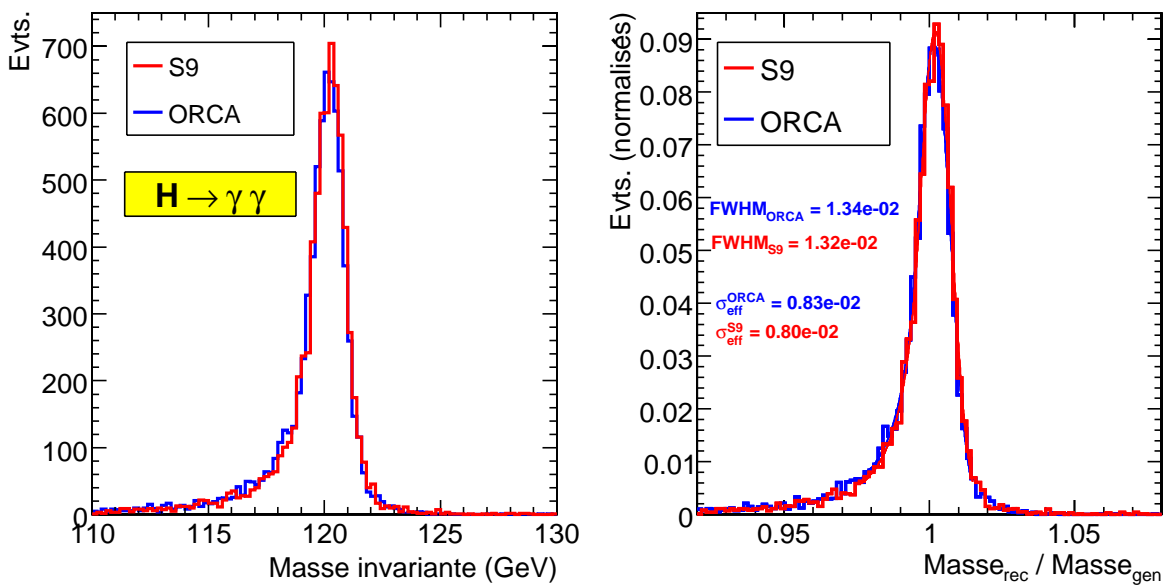 Evts.
700
600
500
400
300
200
100
0
S9
ORCA
H → γ γ
110 115 120 125 130
Masse invariante (GeV)
Evts. (normalisés)
0.09
0.08
0.07
0.06
0.05
0.04
0.03
0.02
0.01
0
S9
ORCA
FWHM_ORCA = 1.34e-02
FWHM_S9 = 1.32e-02
σ_eff^ORCA = 0.83e-02
σ_eff^S9 = 0.80e-02
0.95 1 1.05
Masse_rec / Masse_gen